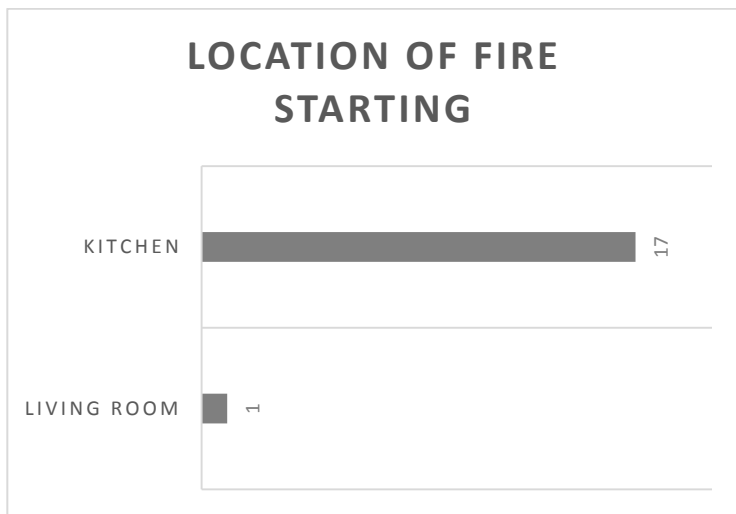 LOCATION OF FIRE
STARTING
KITCHEN
17
LIVING ROOM
1